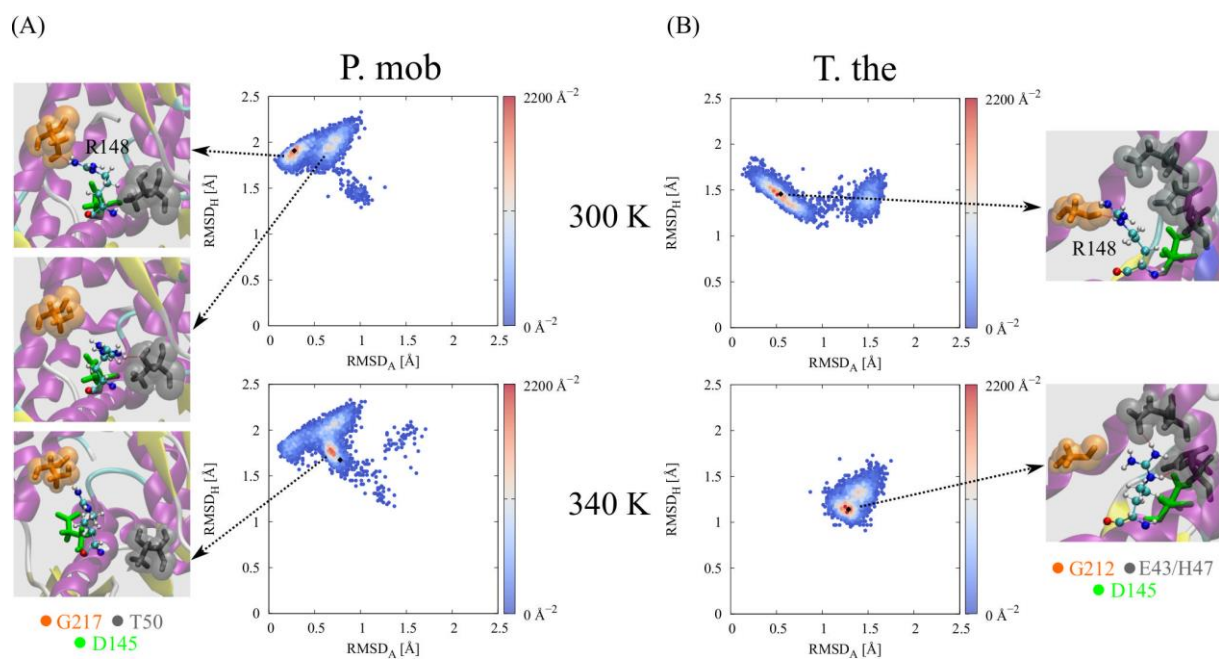 (A)
P. mob
R148
2200 Å⁻²
0 Å⁻²
RMSD_H [Å]
2.5
2
1.5
1
0.5
0
0 0.5 1 1.5 2 2.5
RMSD_A [Å]
2200 Å⁻²
0 Å⁻²
RMSD_H [Å]
2.5
2
1.5
1
0.5
0
0 0.5 1 1.5 2 2.5
RMSD_A [Å]
G217 T50
D145
300 K
340 K
(B)
T. the
2200 Å⁻²
0 Å⁻²
RMSD_H [Å]
2.5
2
1.5
1
0.5
0
0 0.5 1 1.5 2 2.5
RMSD_A [Å]
R148
2200 Å⁻²
0 Å⁻²
RMSD_H [Å]
2.5
2
1.5
1
0.5
0
0 0.5 1 1.5 2 2.5
RMSD_A [Å]
G212 E43/H47
D145